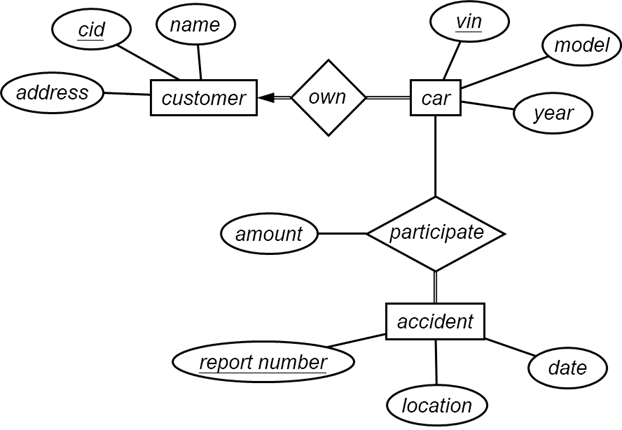 cid
name
vin
model
address
customer
own
car
year
amount
participate
accident
report number
date
location